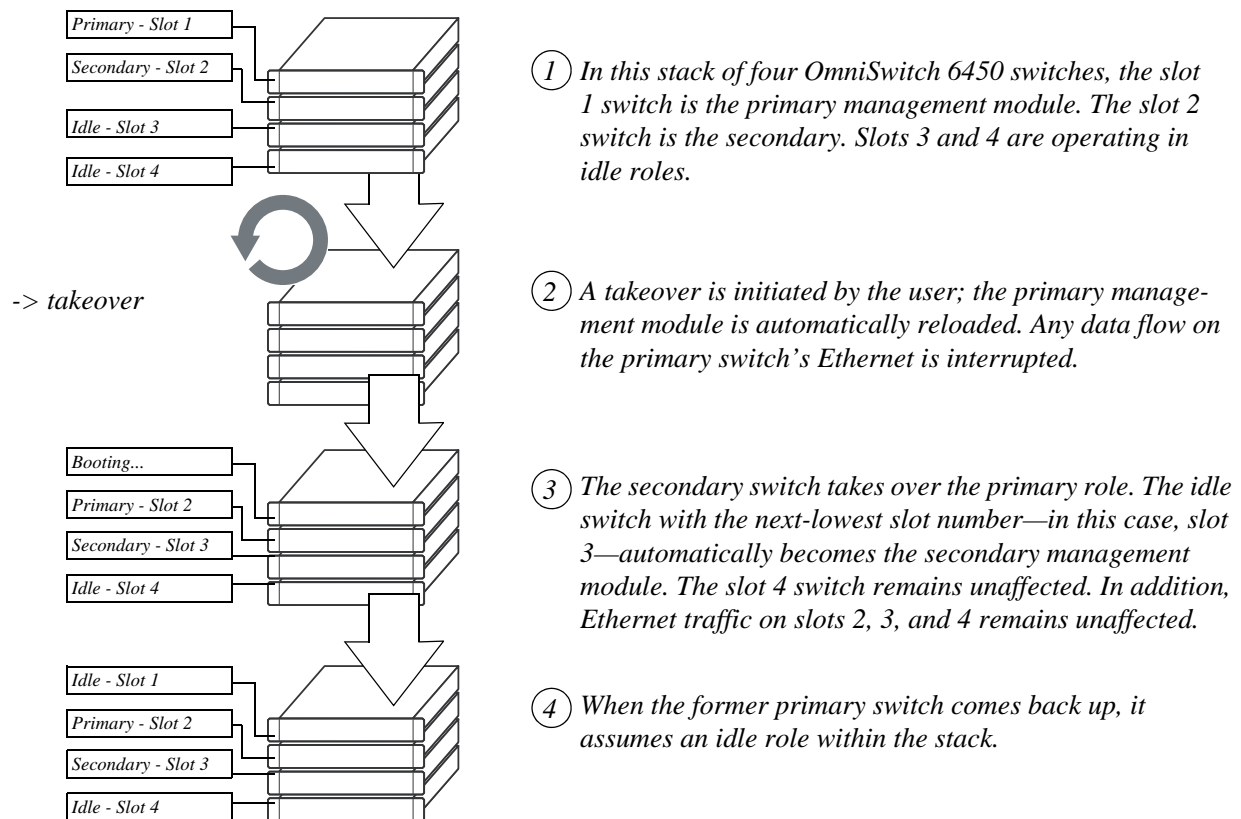 Primary - Slot 1
Secondary - Slot 2
Idle - Slot 3
Idle - Slot 4
1 In this stack of four OmniSwitch 6450 switches, the slot
1 switch is the primary management module. The slot 2
switch is the secondary. Slots 3 and 4 are operating in
idle roles.
-> takeover
2 A takeover is initiated by the user; the primary manage-
ment module is automatically reloaded. Any data flow on
the primary switch’s Ethernet is interrupted.
Booting...
Primary - Slot 2
Secondary - Slot 3
Idle - Slot 4
3 The secondary switch takes over the primary role. The idle
switch with the next-lowest slot number—in this case, slot
3—automatically becomes the secondary management
module. The slot 4 switch remains unaffected. In addition,
Ethernet traffic on slots 2, 3, and 4 remains unaffected.
Idle - Slot 1
Primary - Slot 2
Secondary - Slot 3
Idle - Slot 4
4 When the former primary switch comes back up, it
assumes an idle role within the stack.